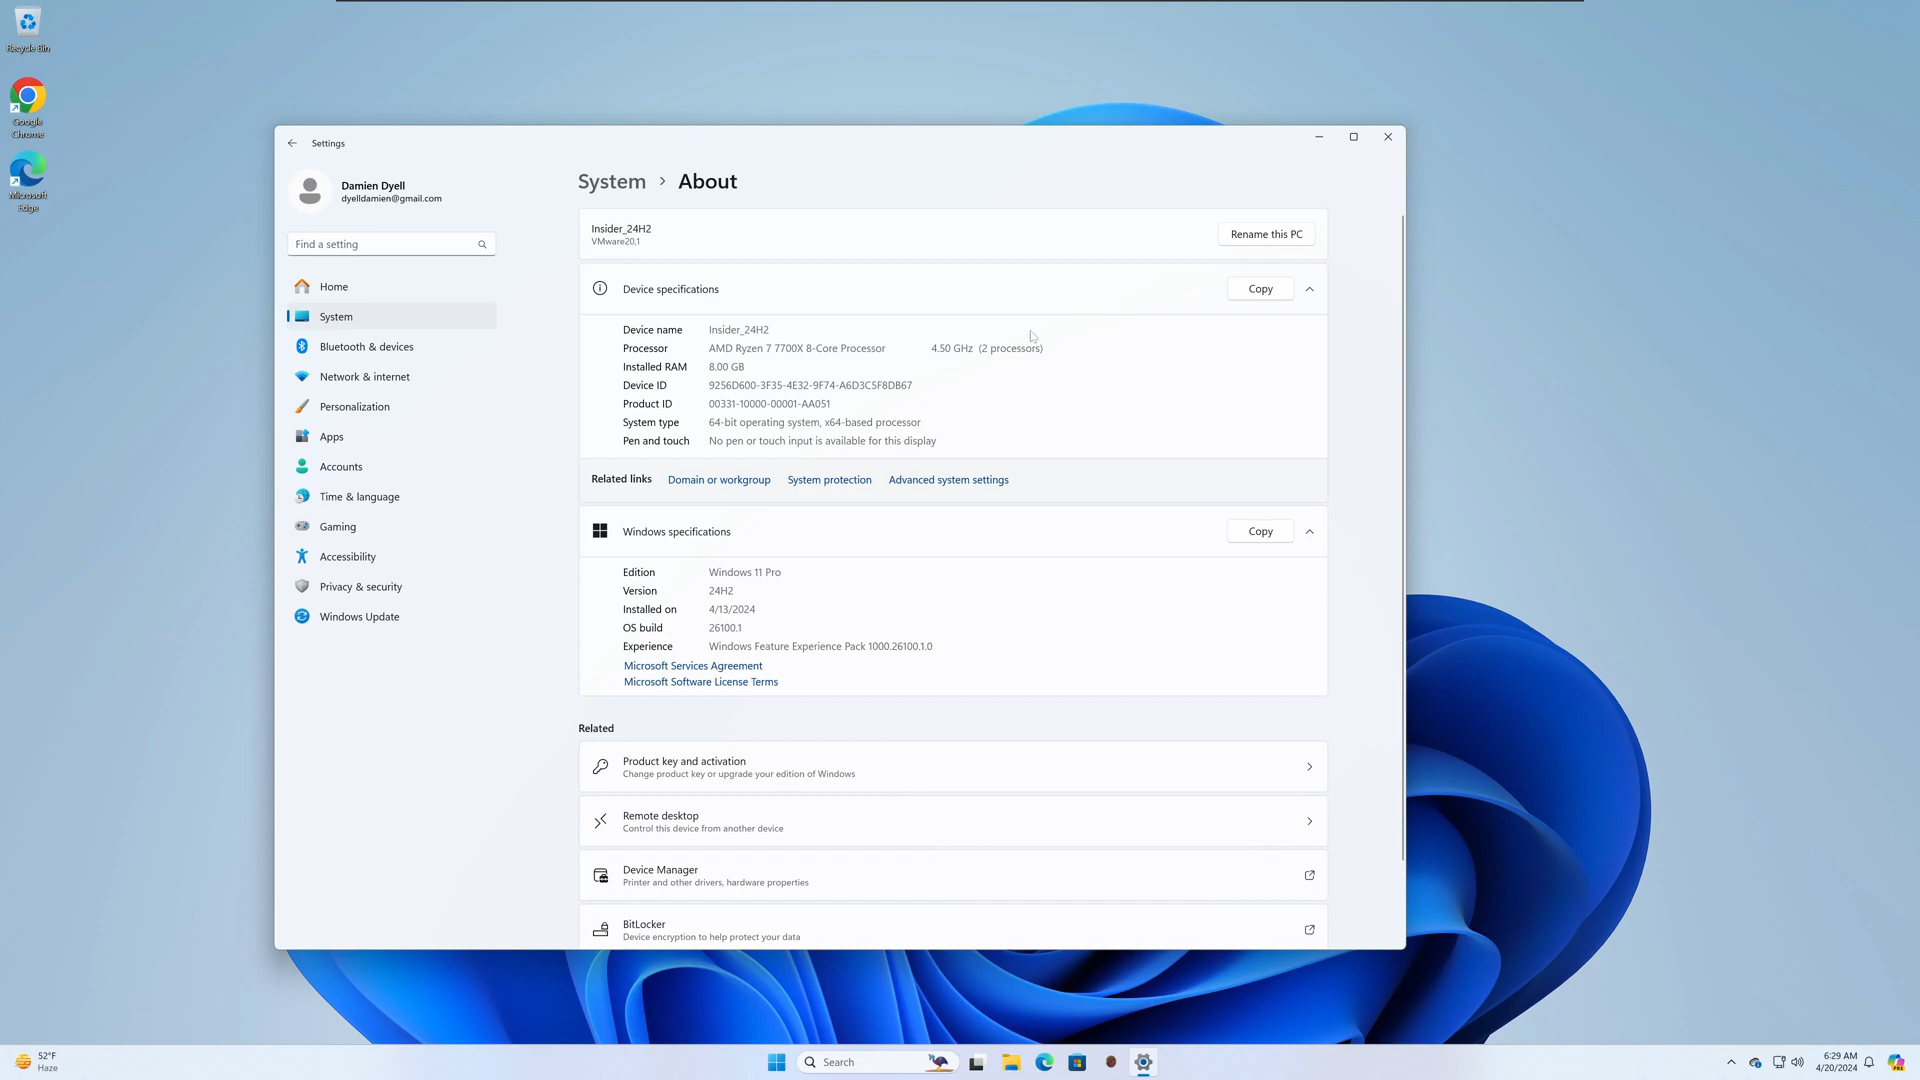 Recycle Bin
Google
Chrome
Microsoft
Edge
Settings
Damien Dyell
dyelldamien@gmail.com
Find a setting
Home
System
Bluetooth & devices
Network & internet
Personalization
Apps
Accounts
Time & language
Gaming
Accessibility
Privacy & security
Windows Update
System > About
Insider_24H2
VMware20,1
Rename this PC
Device specifications
Copy
Device name Insider_24H2
Processor AMD Ryzen 7 7700X 8-Core Processor 4.50 GHz (2 processors)
Installed RAM 8.00 GB
Device ID 9256D600-3F35-4E32-9F74-A6D3C5F8DB67
Product ID 00331-10000-00001-AA051
System type 64-bit operating system, x64-based processor
Pen and touch No pen or touch input is available for this display
Related links Domain or workgroup System protection Advanced system settings
Windows specifications
Copy
Edition Windows 11 Pro
Version 24H2
Installed on 4/13/2024
OS build 26100.1
Experience Windows Feature Experience Pack 1000.26100.1.0
Microsoft Services Agreement
Microsoft Software License Terms
Related
Product key and activation
Change product key or upgrade your edition of Windows
Remote desktop
Control this device from another device
Device Manager
Printer and other drivers, hardware properties
BitLocker
Device encryption to help protect your data
52°F
Haze
Search
6:29 AM
4/20/2024
PRE